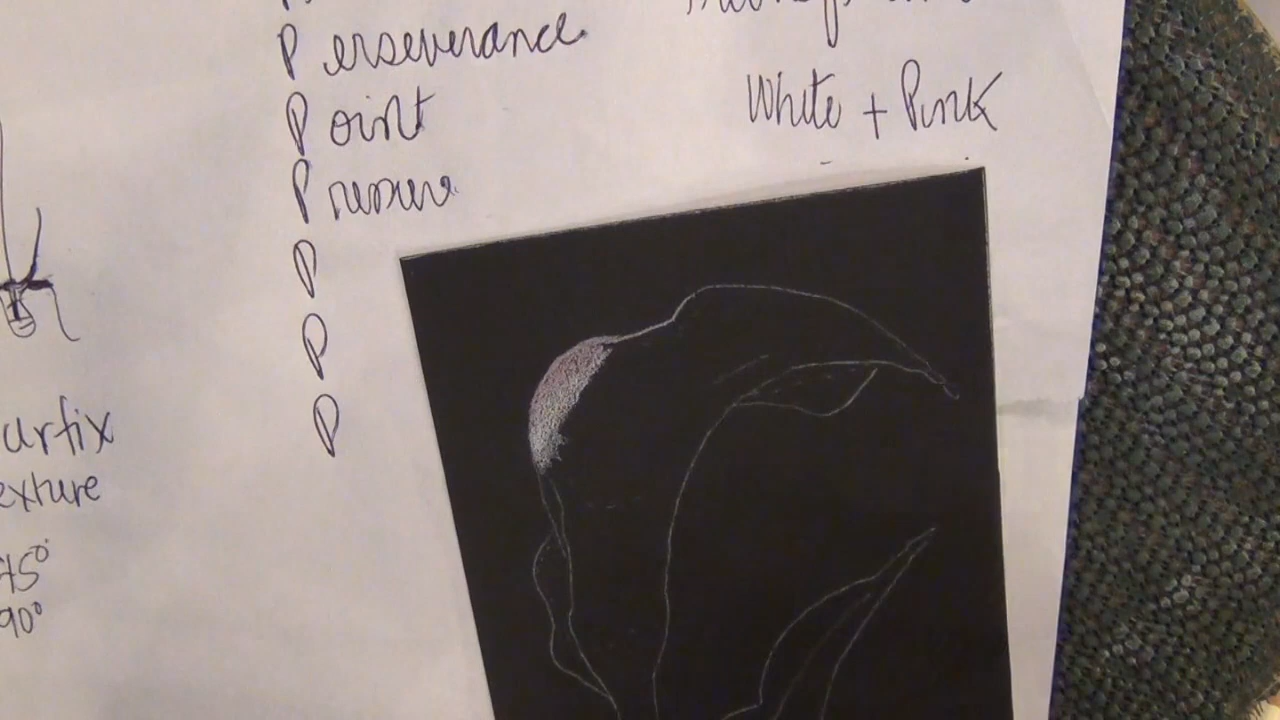 Perseverance
Point
Pressure
P
P
P
White + Pink
urfix
exture
45°
90°